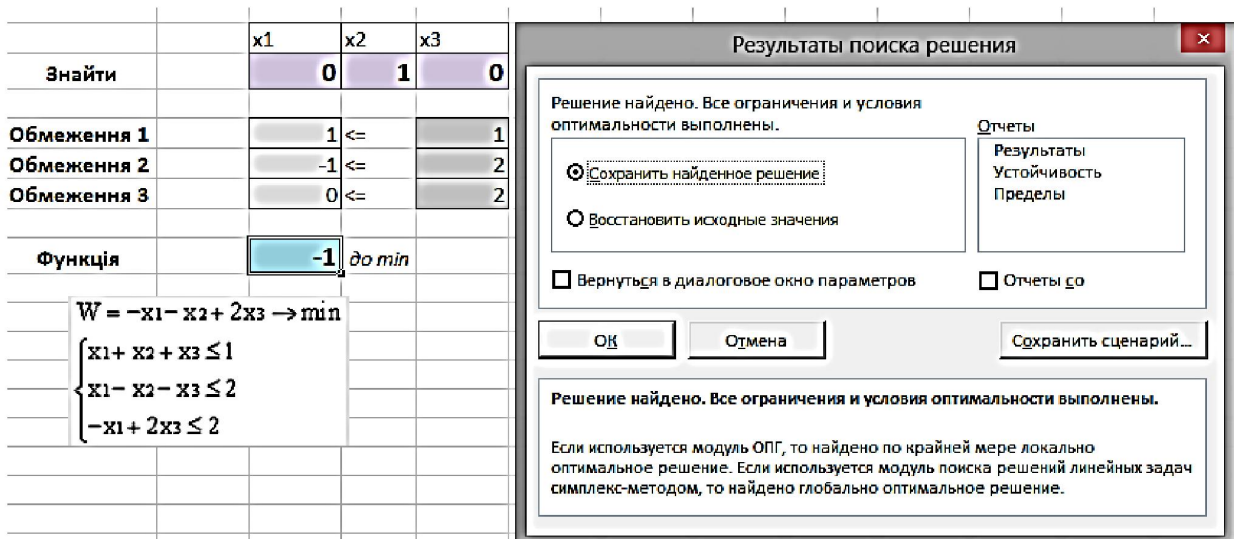 x1 x2 x3
Знайти 0 1 0
Обмеження 1 1 <= 1
Обмеження 2 -1 <= 2
Обмеження 3 0 <= 2
Функція -1 до min
W = −x1− x2+ 2x3 →min
x1+ x2 + x3 ≤ 1
x1− x2− x3 ≤ 2
−x1+ 2x3 ≤ 2
Результаты поиска решения
Решение найдено. Все ограничения и условия
оптимальности выполнены.
Отчеты
Сохранить найденное решение
Восстановить исходные значения
Результаты
Устойчивость
Пределы
Вернуться в диалоговое окно параметров
Отчеты со
ОК Отмена Сохранить сценарий...
Решение найдено. Все ограничения и условия оптимальности выполнены.
Если используется модуль ОПГ, то найдено по крайней мере локально
оптимальное решение. Если используется модуль поиска решений линейных задач
симплекс-методом, то найдено глобально оптимальное решение.